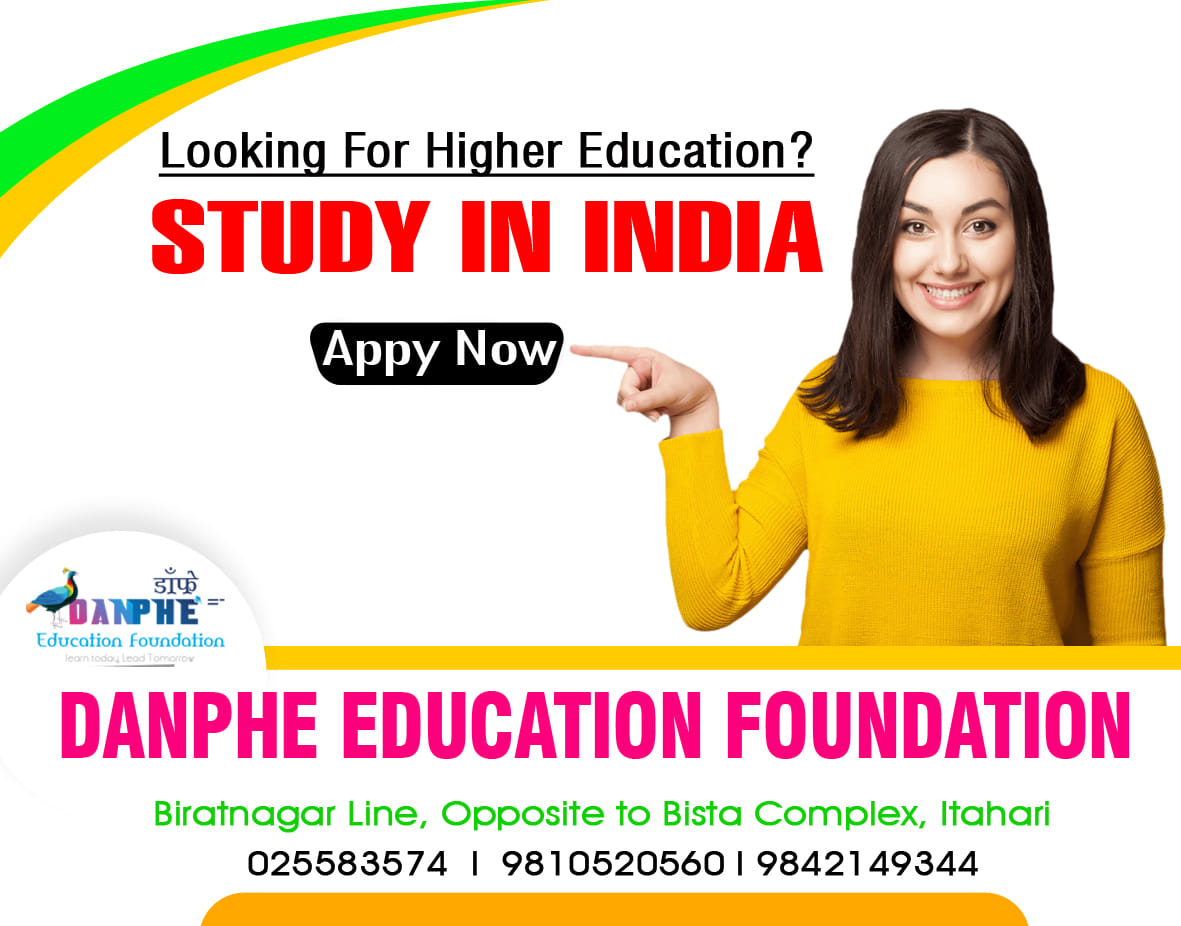 Looking For Higher Education?
STUDY IN INDIA
Appy Now
डाँफे
DANPHE
Education Foundation
learn today Lead Tomorrow
DANPHE EDUCATION FOUNDATION
Biratnagar Line, Opposite to Bista Complex, Itahari
025583574 | 9810520560 | 9842149344